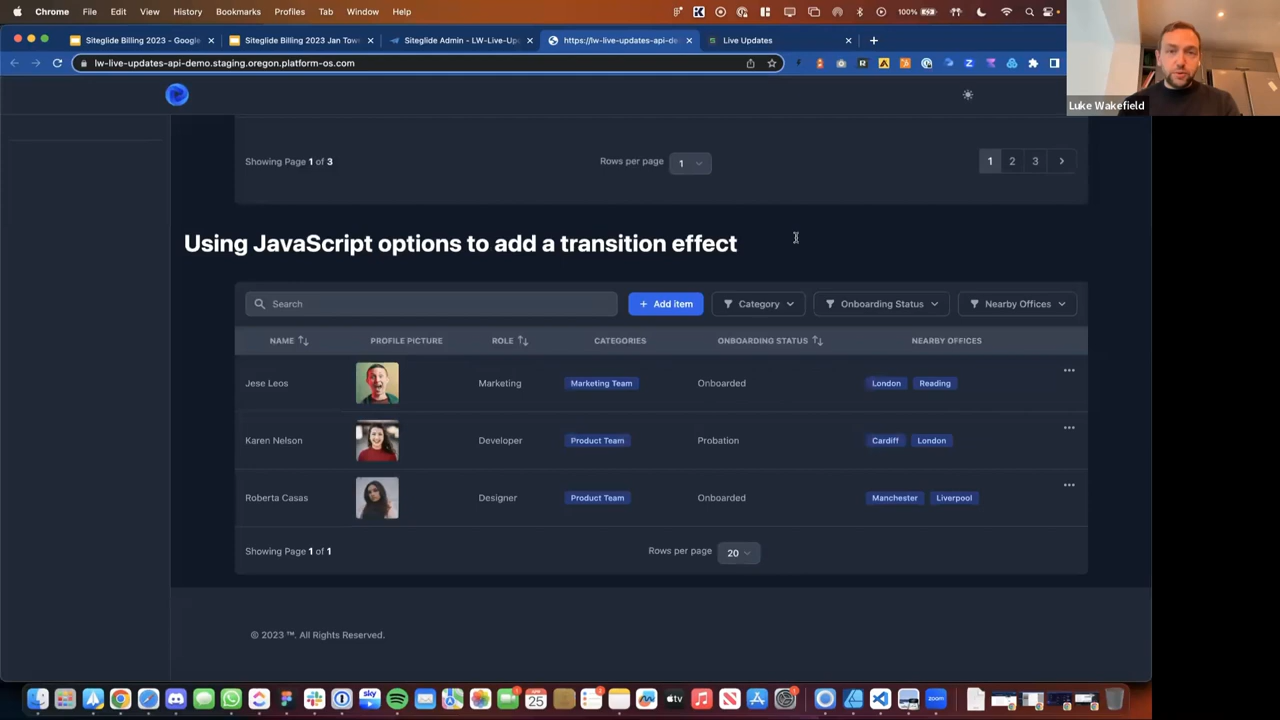 Chrome File Edit View History Bookmarks Profiles Tab Window Help
100%
Siteglide Billing 2023 - Google
Siteglide Billing 2023 Jan Tow
Siteglide Admin - LW-Live-Up
https://lw-live-updates-api-de
Live Updates
lw-live-updates-api-demo.staging.oregon.platform-os.com
Luke Wakefield
Showing Page 1 of 3
Rows per page 1
1 2 3
Using JavaScript options to add a transition effect
Search
+ Add item
Category
Onboarding Status
Nearby Offices
NAME PROFILE PICTURE ROLE CATEGORIES ONBOARDING STATUS NEARBY OFFICES
Jese Leos Marketing Marketing Team Onboarded London Reading
Karen Nelson Developer Product Team Probation Cardiff London
Roberta Casas Designer Product Team Onboarded Manchester Liverpool
Showing Page 1 of 1
Rows per page 20
© 2023 ™. All Rights Reserved.
sky
tv
JAN
25
zoom